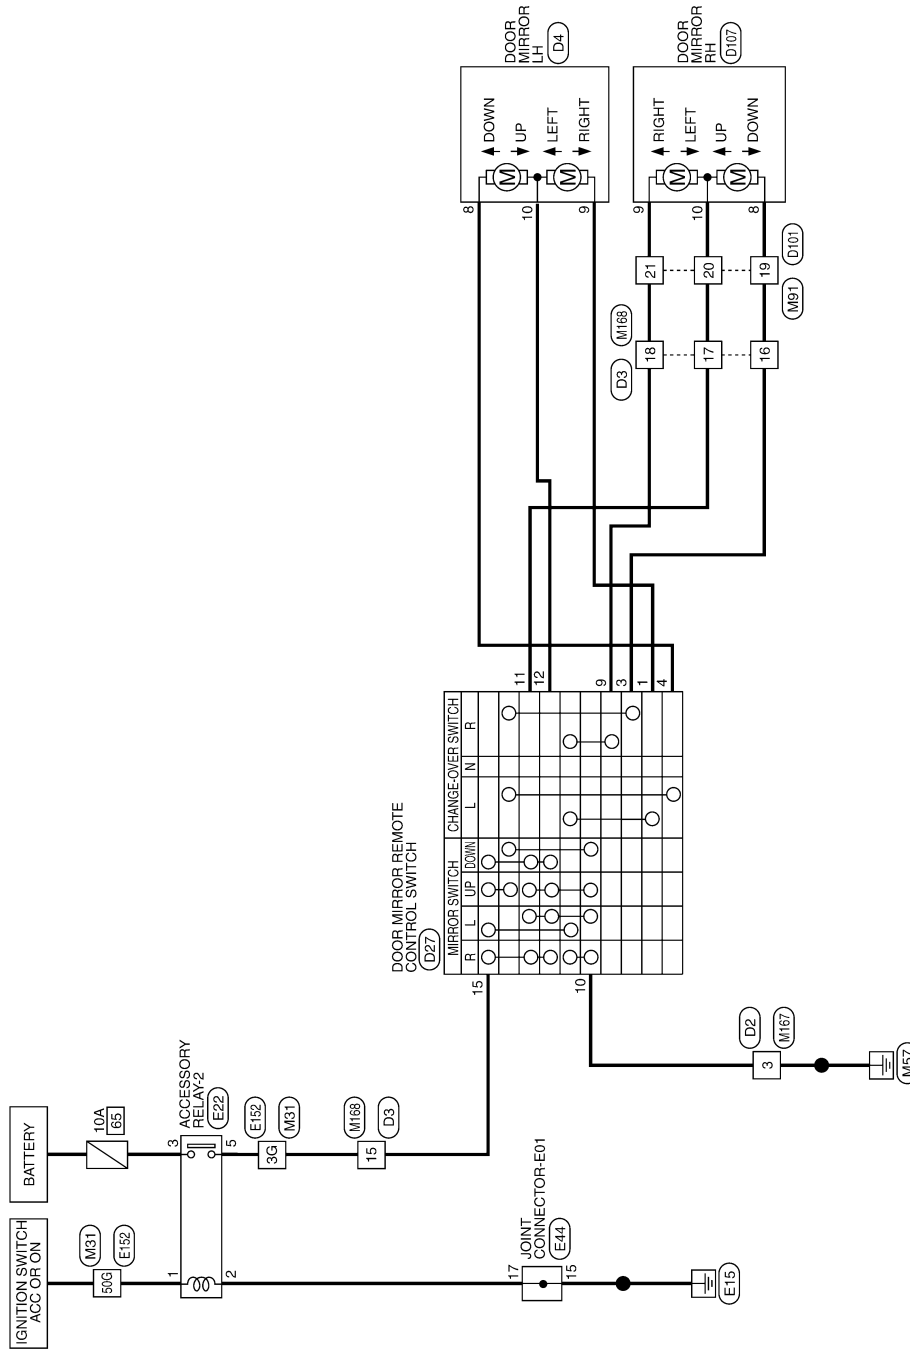 IGNITION SWITCH
ACC OR ON
BATTERY
M31
E152
50G
10A
65
1
3
ACCESSORY
RELAY-2
E22
2
5
E152
M31
3G
M168
D3
15
JOINT
CONNECTOR-E01
E44
17
15
E15
DOOR MIRROR REMOTE
CONTROL SWITCH
D27
15
10
MIRROR SWITCH
R
L
UP
DOWN
CHANGE-OVER SWITCH
L
N
R
D2
M167
3
M57
11
12
9
3
1
4
D3
M168
18
17
16
M91
D101
21
20
19
8
10
9
M
M
DOWN
UP
LEFT
RIGHT
DOOR
MIRROR
LH
D4
9
10
8
M
M
RIGHT
LEFT
UP
DOWN
DOOR
MIRROR
RH
D107